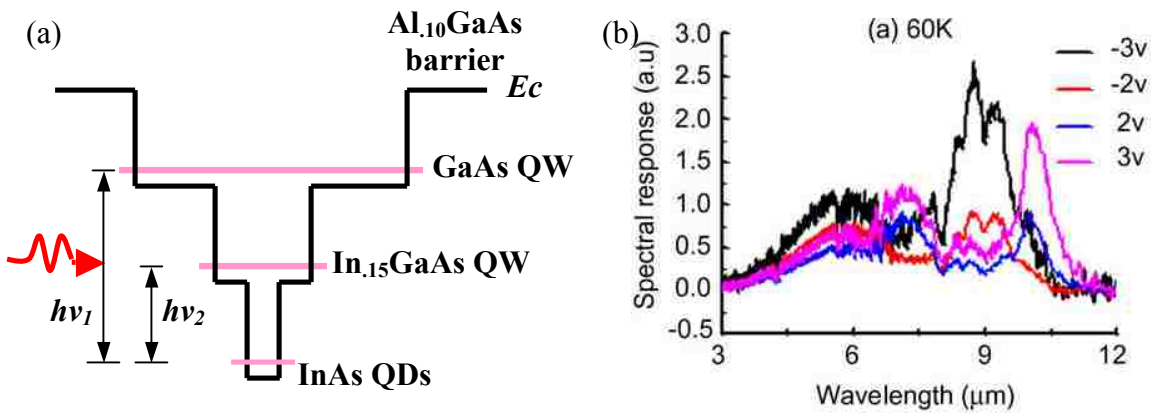 (a)
Al.10GaAs
barrier
Ec
GaAs QW
In.15GaAs QW
hν1
hν2
InAs QDs
(b)
(a) 60K
-3v
-2v
2v
3v
Spectral response (a.u)
3.0
2.5
2.0
1.5
1.0
0.5
0.0
-0.5
3
6
9
12
Wavelength (μm)